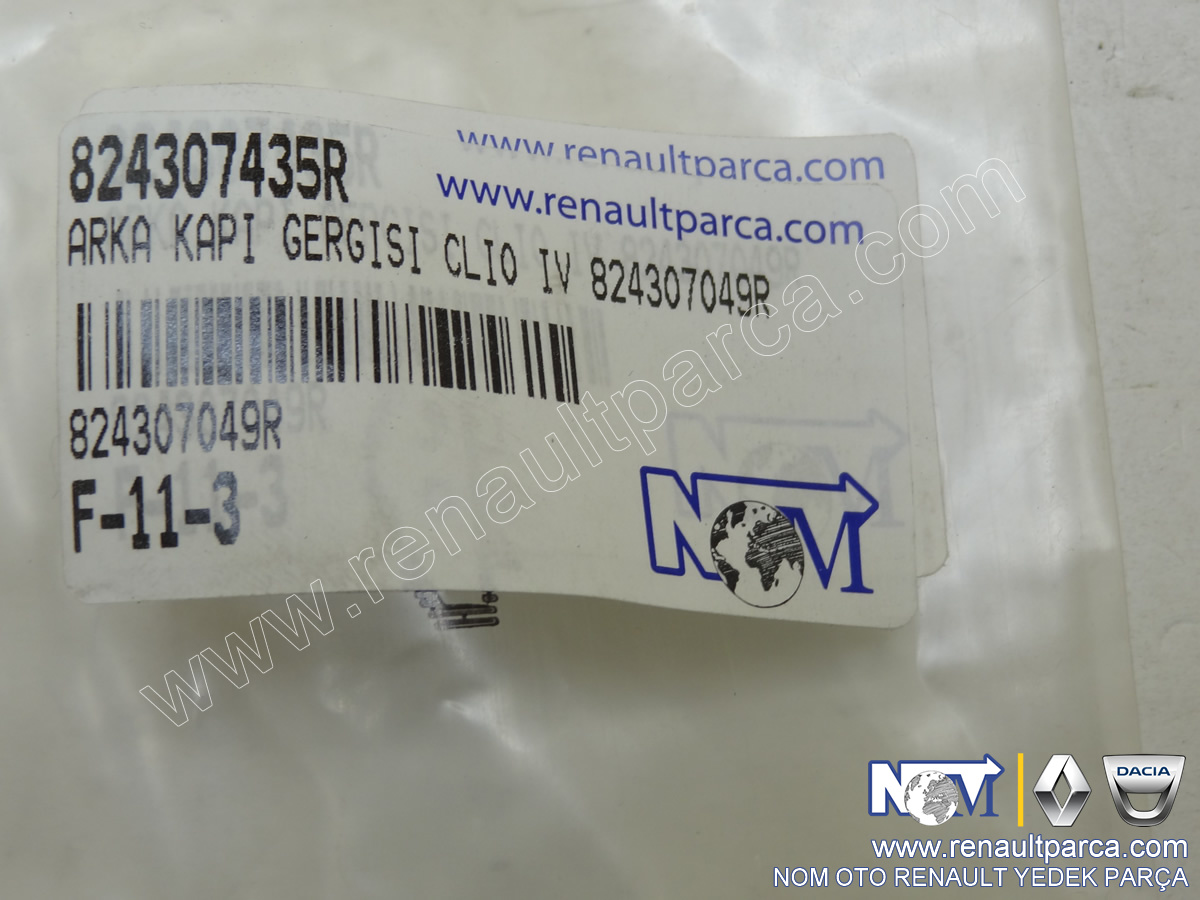 www.renaultparca.com
824307435R
www.renaultparca.com
ARKA KAPI GERGISI CLIO IV 824307049R
824307049R
F-11-3
NOM
www.renaultparca.com
NOM
DACIA
www.renaultparca.com
NOM OTO RENAULT YEDEK PARÇA